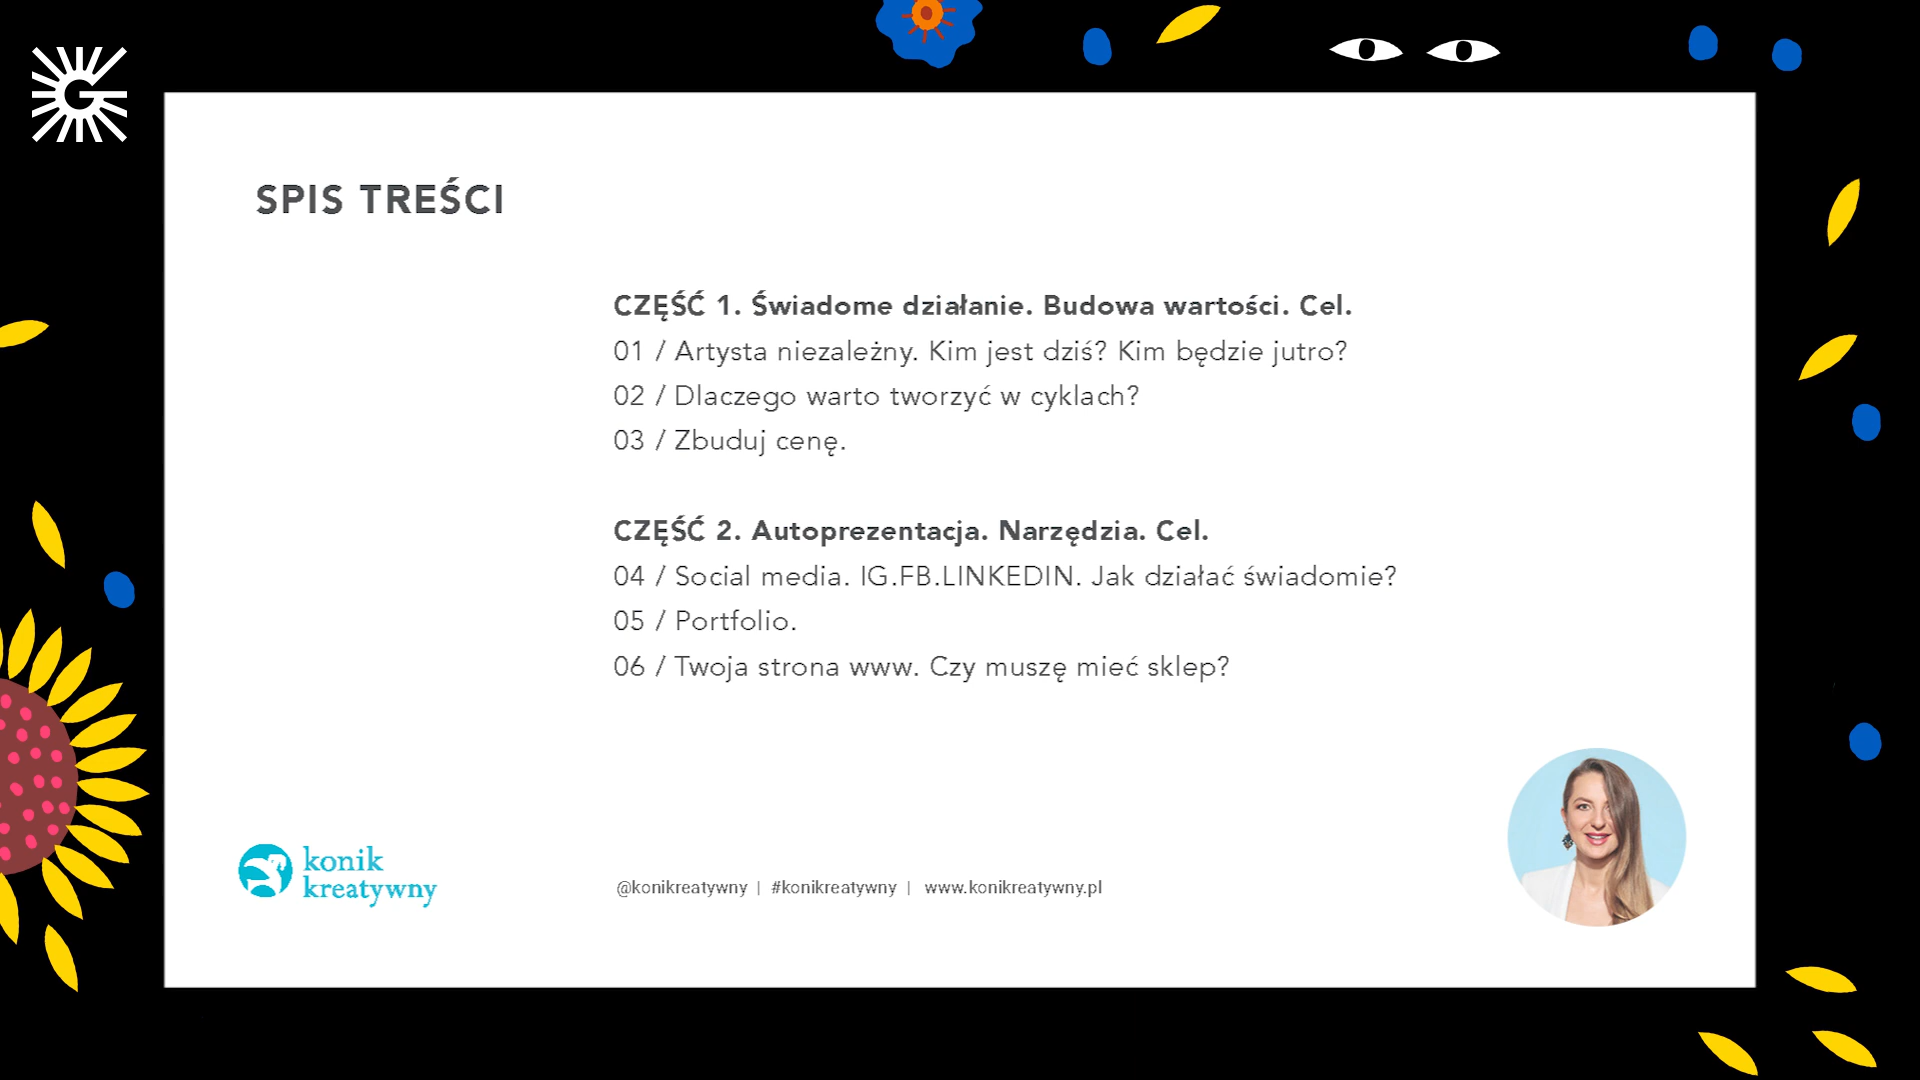 SPIS TREŚCI
CZĘŚĆ 1. Świadome działanie. Budowa wartości. Cel.
01 / Artysta niezależny. Kim jest dziś? Kim będzie jutro?
02 / Dlaczego warto tworzyć w cyklach?
03 / Zbuduj cenę.
CZĘŚĆ 2. Autoprezentacja. Narzędzia. Cel.
04 / Social media. IG.FB.LINKEDIN. Jak działać świadomie?
05 / Portfolio.
06 / Twoja strona www. Czy muszę mieć sklep?
konik
kreatywny
@konikreatywny | #konikreatywny | www.konikreatywny.pl